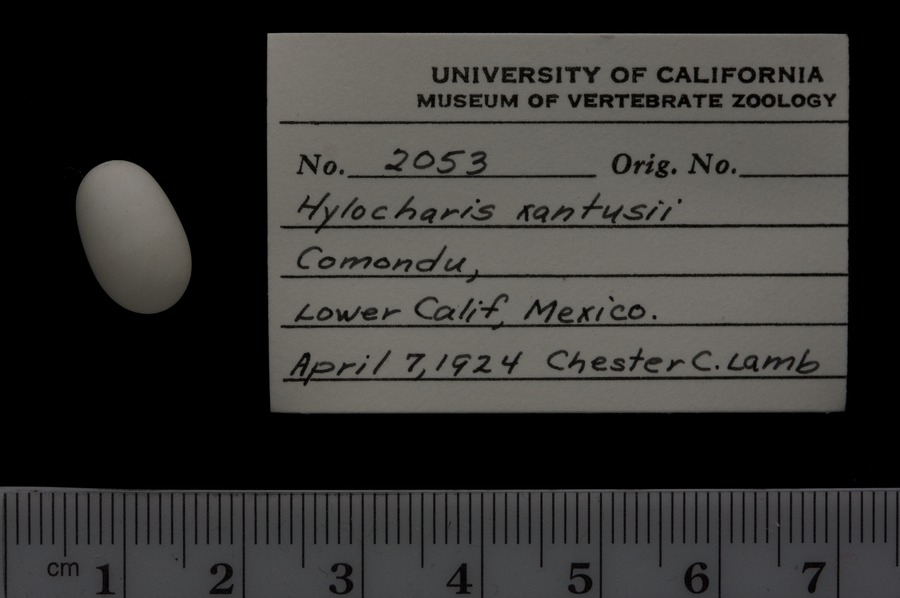 UNIVERSITY OF CALIFORNIA
MUSEUM OF VERTEBRATE ZOOLOGY
No. 2053 Orig. No.
Hylocharis xantusii
Comondu,
Lower Calif, Mexico.
April 7, 1924 Chester C. Lamb
cm 1 2 3 4 5 6 7